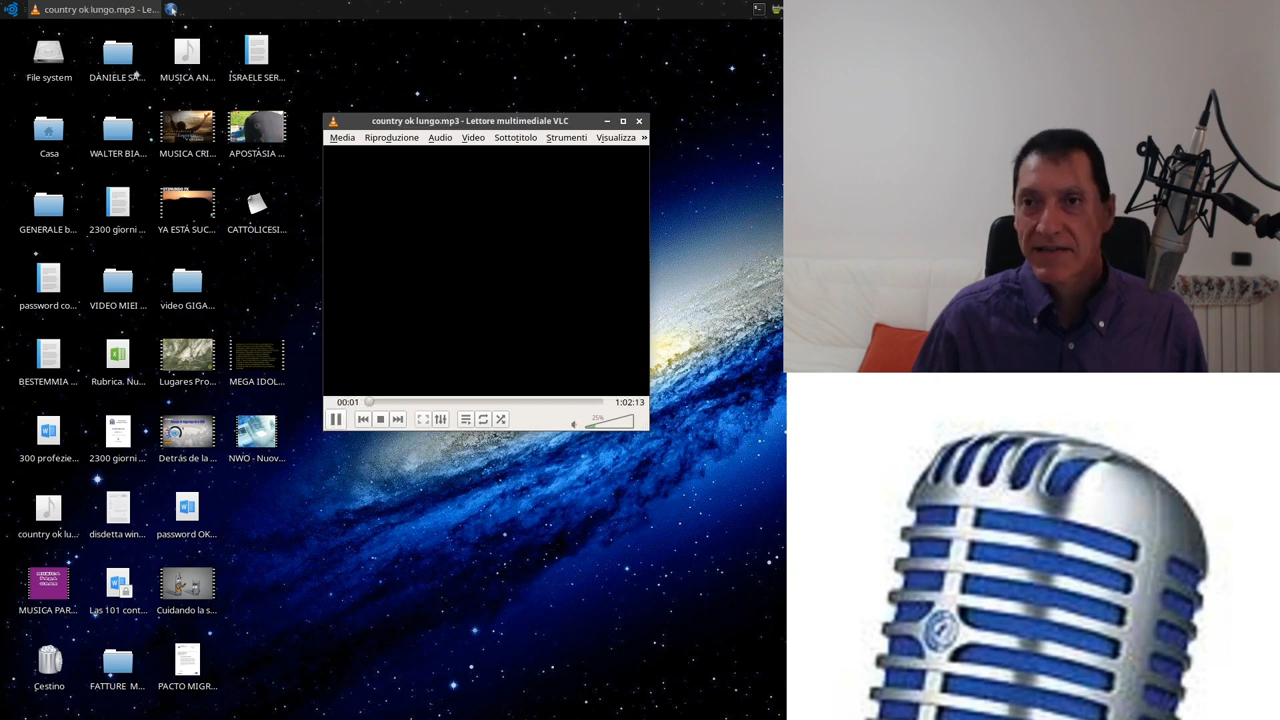 country ok lungo.mp3 - Le...
File system
DANIELE SA...
MUSICA AN...
ISRAELE SER...
Casa
WALTER BIA...
MUSICA CRI...
APOSTASIA ...
GENERALE b...
2300 giorni ...
YA ESTÁ SUC...
CATTOLICESI...
password co...
VIDEO MIEI ...
video GIGA...
BESTEMMIA ...
Rubrica. Nu...
Lugares Pro...
MEGA IDOL...
300 profezie...
2300 giorni ...
Detrás de la ...
NWO - Nuov...
country ok lu...
disdetta win...
password OK...
MUSICA PAR...
Las 101 cont...
Cuidando la s...
Cestino
FATTURE M...
PACTO MIGR...
country ok lungo.mp3 - Lettore multimediale VLC
Media Riproduzione Audio Video Sottotitolo Strumenti Visualizza »
00:01
1:02:13
25%